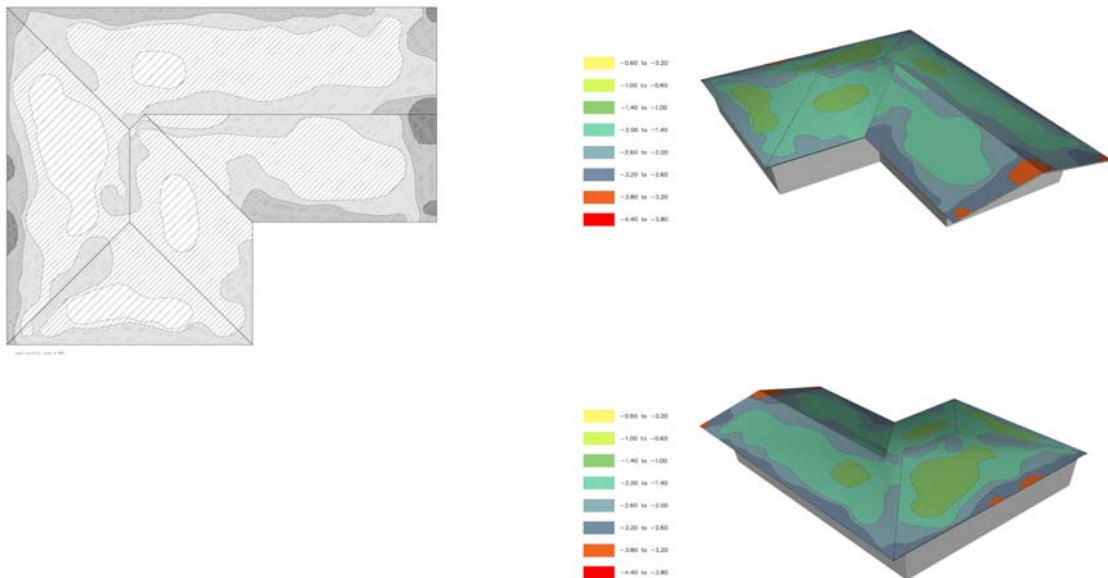 -0.60 to -0.20
-1.00 to -0.60
-1.40 to -1.00
-2.00 to -1.40
-2.60 to -2.00
-3.20 to -2.60
-3.80 to -3.20
-4.40 to -3.80
-0.60 to -0.20
-1.00 to -0.60
-1.40 to -1.00
-2.00 to -1.40
-2.60 to -2.00
-3.20 to -2.60
-3.80 to -3.20
-4.40 to -3.80